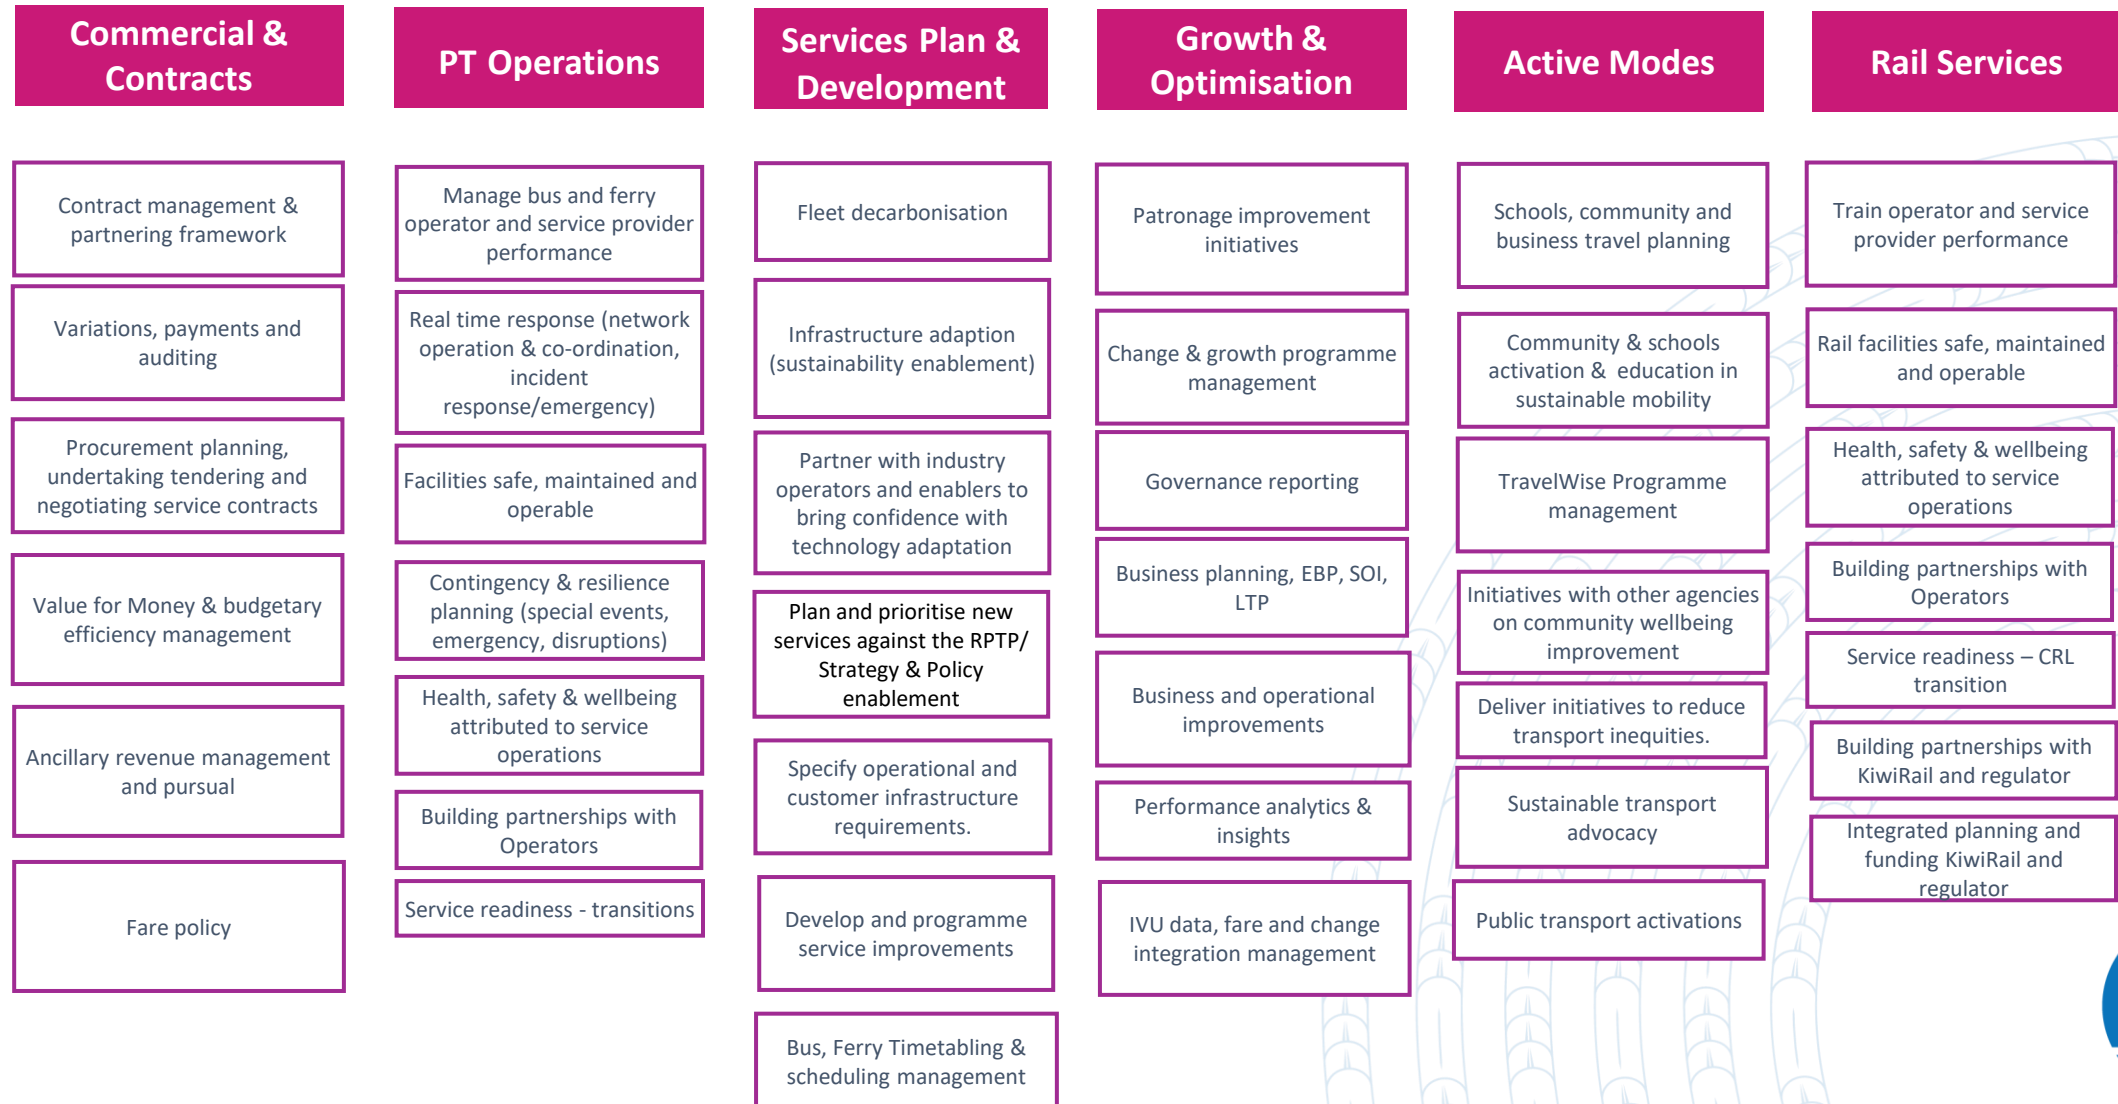 Commercial &
Contracts
Contract management &
partnering framework
Variations, payments and
auditing
Procurement planning,
undertaking tendering and
negotiating service contracts
Value for Money & budgetary
efficiency management
Ancillary revenue management
and pursual
Fare policy
PT Operations
Manage bus and ferry
operator and service provider
performance
Real time response (network
operation & co-ordination,
incident
response/emergency)
Facilities safe, maintained and
operable
Contingency & resilience
planning (special events,
emergency, disruptions)
Health, safety & wellbeing
attributed to service
operations
Building partnerships with
Operators
Service readiness - transitions
Services Plan &
Development
Fleet decarbonisation
Infrastructure adaption
(sustainability enablement)
Partner with industry
operators and enablers to
bring confidence with
technology adaptation
Plan and prioritise new
services against the RPTP/
Strategy & Policy
enablement
Specify operational and
customer infrastructure
requirements.
Develop and programme
service improvements
Bus, Ferry Timetabling &
scheduling management
Growth &
Optimisation
Patronage improvement
initiatives
Change & growth programme
management
Governance reporting
Business planning, EBP, SOI,
LTP
Business and operational
improvements
Performance analytics &
insights
IVU data, fare and change
integration management
Active Modes
Schools, community and
business travel planning
Community & schools
activation & education in
sustainable mobility
TravelWise Programme
management
Initiatives with other agencies
on community wellbeing
improvement
Deliver initiatives to reduce
transport inequities.
Sustainable transport
advocacy
Public transport activations
Rail Services
Train operator and service
provider performance
Rail facilities safe, maintained
and operable
Health, safety & wellbeing
attributed to service
operations
Building partnerships with
Operators
Service readiness – CRL
transition
Building partnerships with
KiwiRail and regulator
Integrated planning and
funding KiwiRail and
regulator